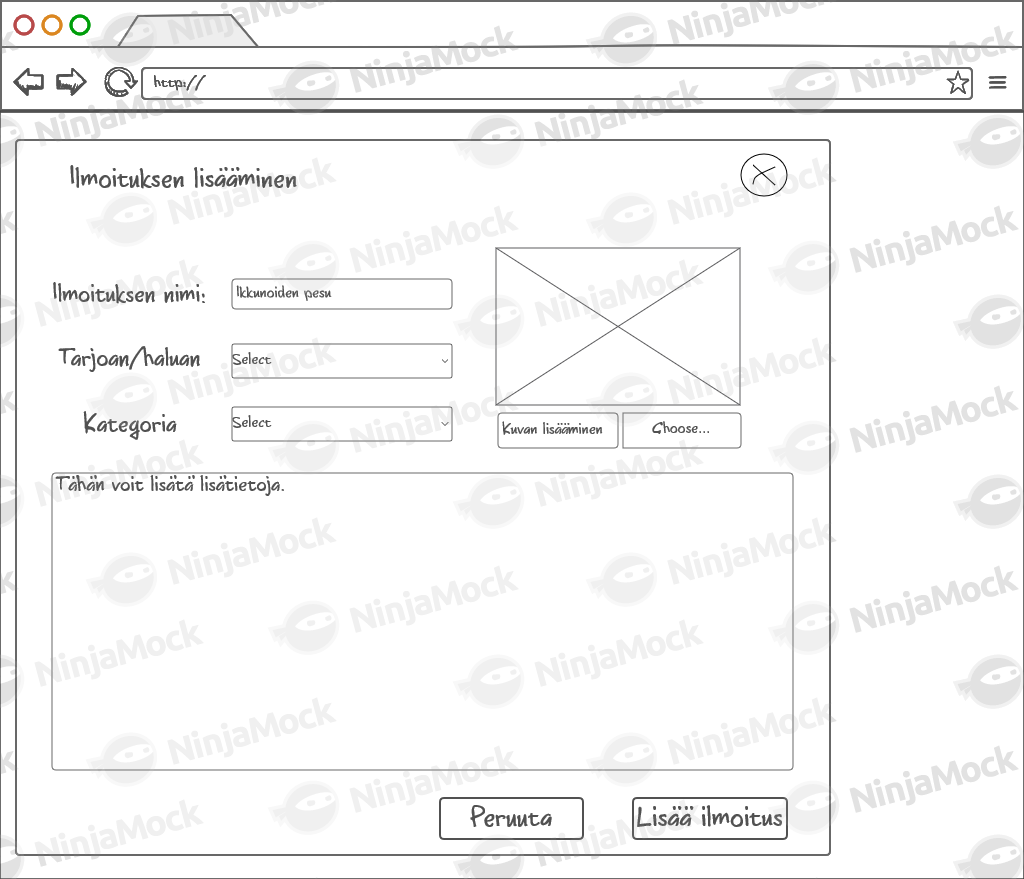 http://
Ilmoituksen lisääminen
Ilmoituksen nimi:
Ikkunoiden pesu
Tarjoan/haluan
Select
Kategoria
Select
Kuvan lisääminen
Choose...
Tähän voit lisätä lisätietoja.
Peruuta
Lisää ilmoitus
NinjaMock